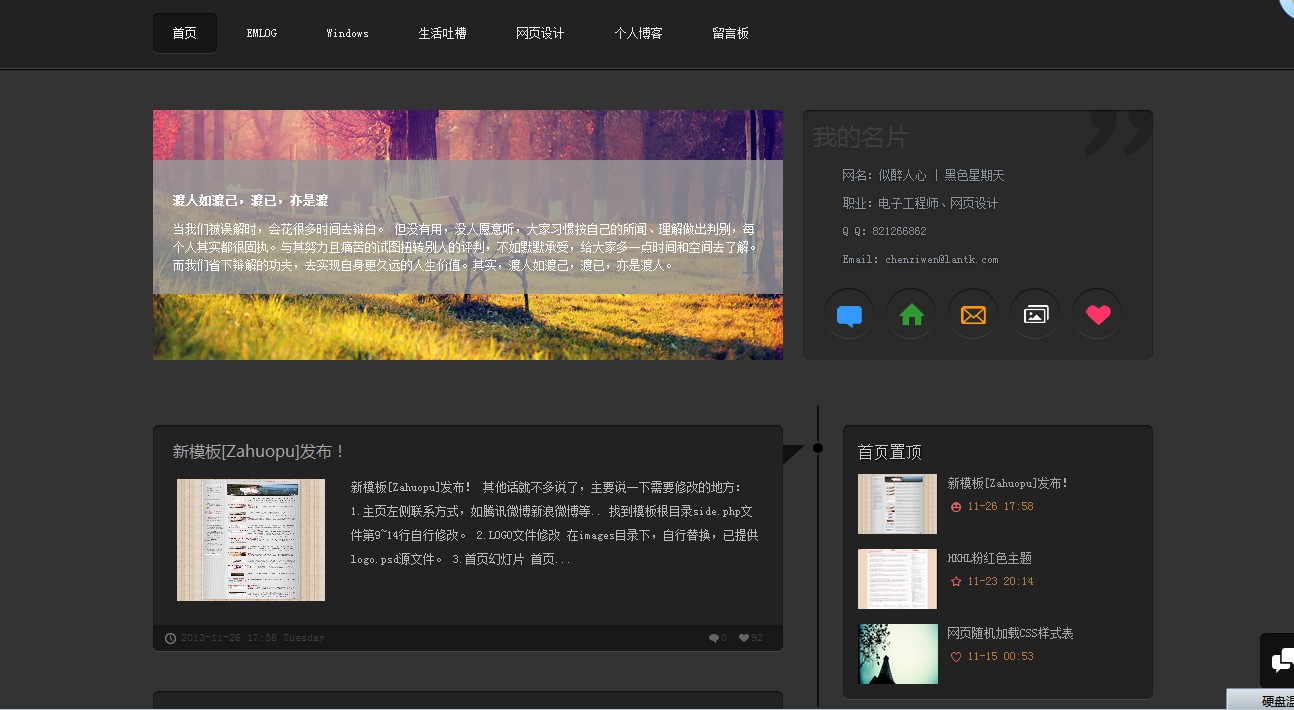 首页 EMLOG Windows 生活吐槽 网页设计 个人博客 留言板
渡人如渡己，渡已，亦是渡
当我们被误解时，会花很多时间去辩白。 但没有用，没人愿意听，大家习惯按自己的所闻、理解做出判别，每
个人其实都很固执。与其努力且痛苦的试图扭转别人的评判，不如默默承受，给大家多一点时间和空间去了解。
而我们省下辩解的功夫，去实现自身更久远的人生价值。其实，渡人如渡己，渡已，亦是渡人。
我的名片
网名：似醉人心 | 黑色星期天
职业：电子工程师、网页设计
Q Q：821266862
Email：chenziwen@lantk.com
新模板[Zahuopu]发布！
新模板[Zahuopu]发布！ 其他话就不多说了，主要说一下需要修改的地方：
1.主页左侧联系方式，如腾讯微博新浪微博等.. 找到模板根目录side.php文
件第9~14行自行修改。 2.LOGO文件修改 在images目录下，自行替换，已提供
logo.psd源文件。 3.首页幻灯片 首页...
2013-11-26 17:58 Tuesday 0 92
首页置顶
新模板[Zahuopu]发布！
11-26 17:58
HKHL粉红色主题
11-23 20:14
网页随机加载CSS样式表
11-15 00:53
硬盘温